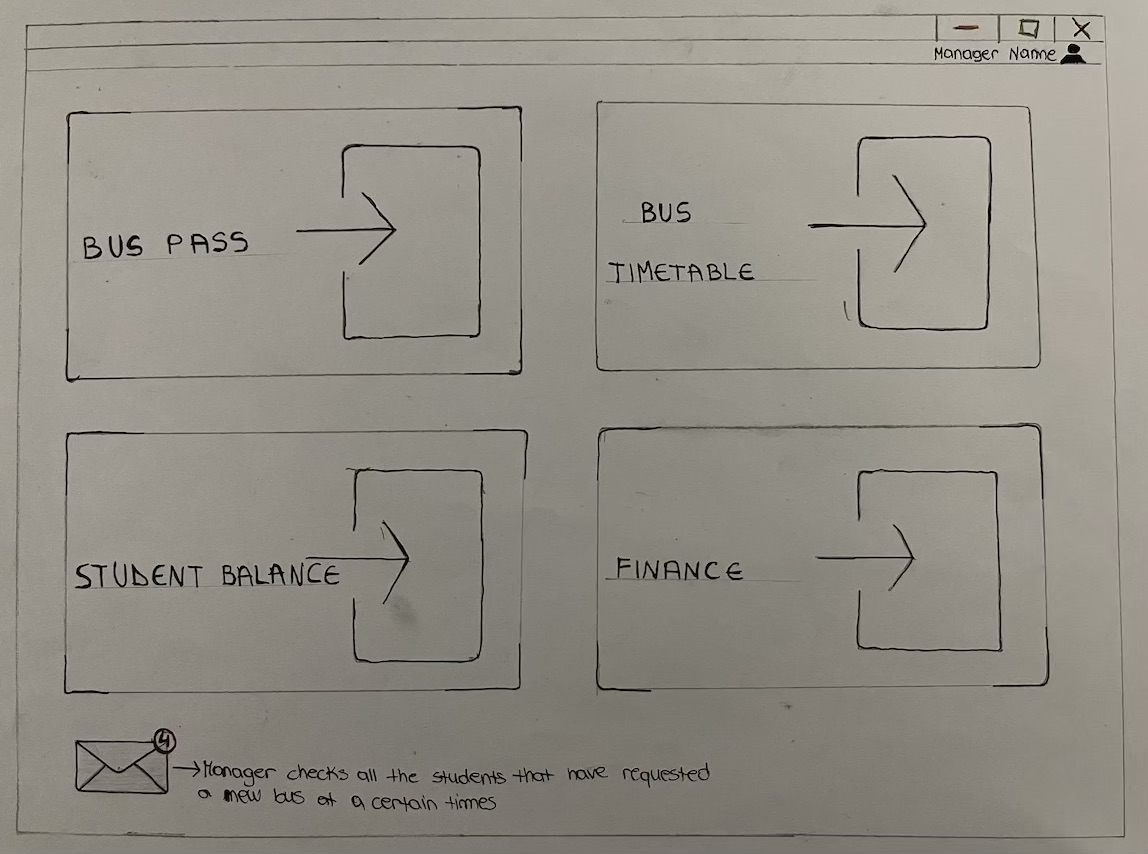 Manager Name
BUS PASS
BUS
TIMETABLE
STUDENT BALANCE
FINANCE
4
Manager checks all the students that have requested
a new bus at a certain times